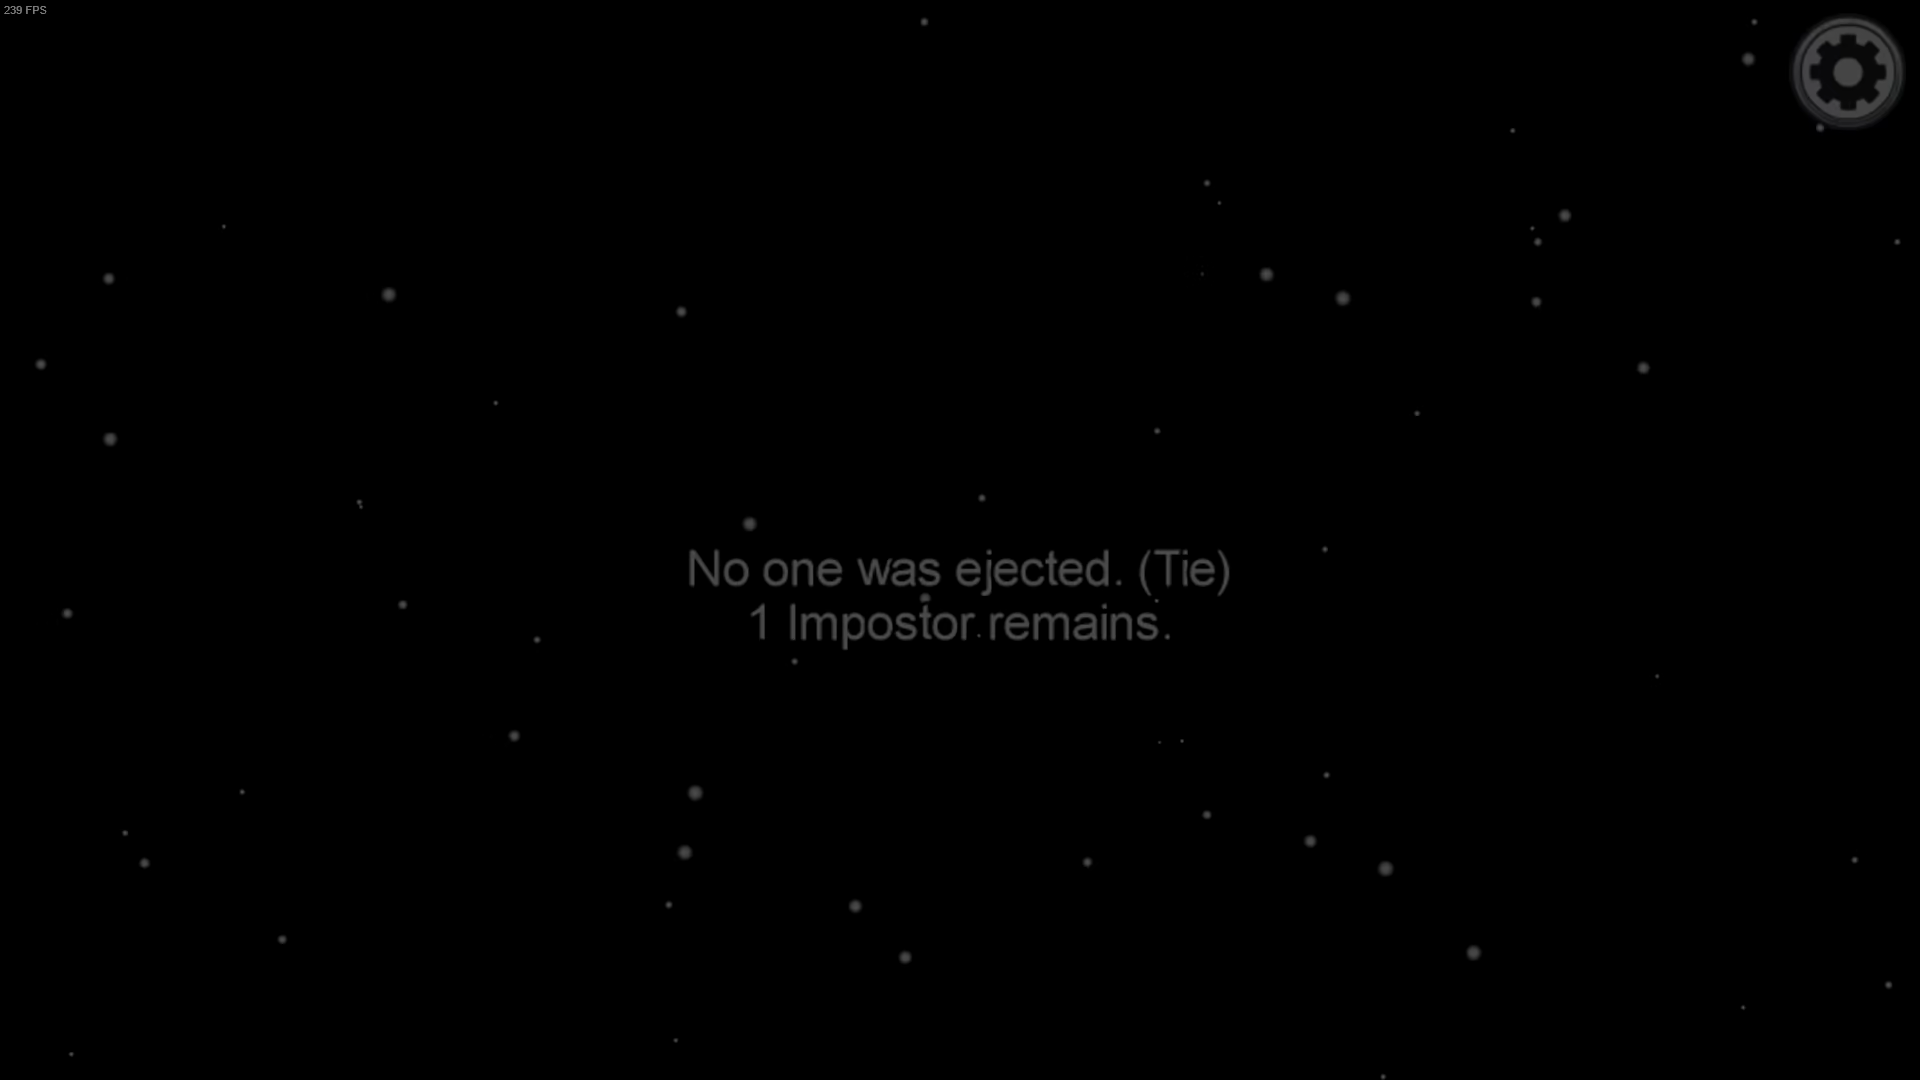 239 FPS
No one was ejected. (Tie)
1 Impostor remains.